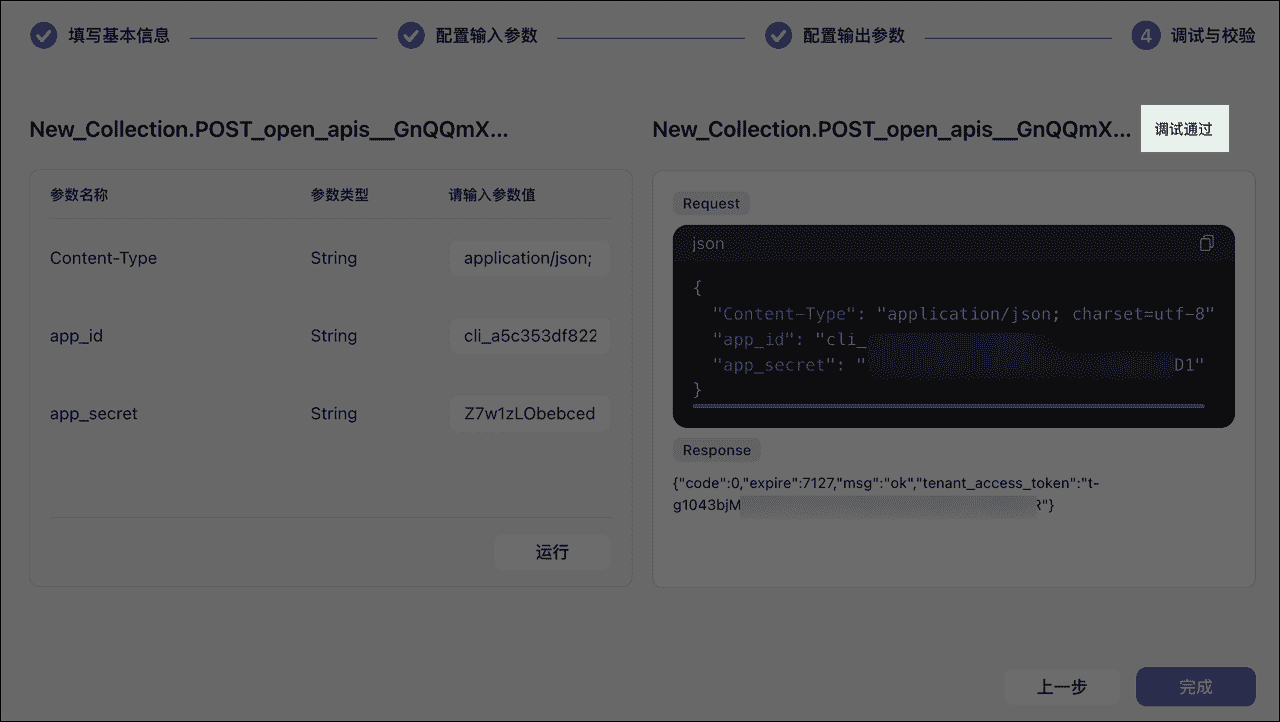 填写基本信息
配置输入参数
配置输出参数
4 调试与校验
New_Collection.POST_open_apis__GnQQmX...
参数名称 参数类型 请输入参数值
Content-Type String application/json;
app_id String cli_a5c353df822
app_secret String Z7w1zLObebced
运行
New_Collection.POST_open_apis__GnQQmX... 调试通过
Request
json
{
"Content-Type": "application/json; charset=utf-8"
"app_id": "cli_
"app_secret": " D1"
}
Response
{"code":0,"expire":7127,"msg":"ok","tenant_access_token":"t-
g1043bjM R"}
上一步 完成